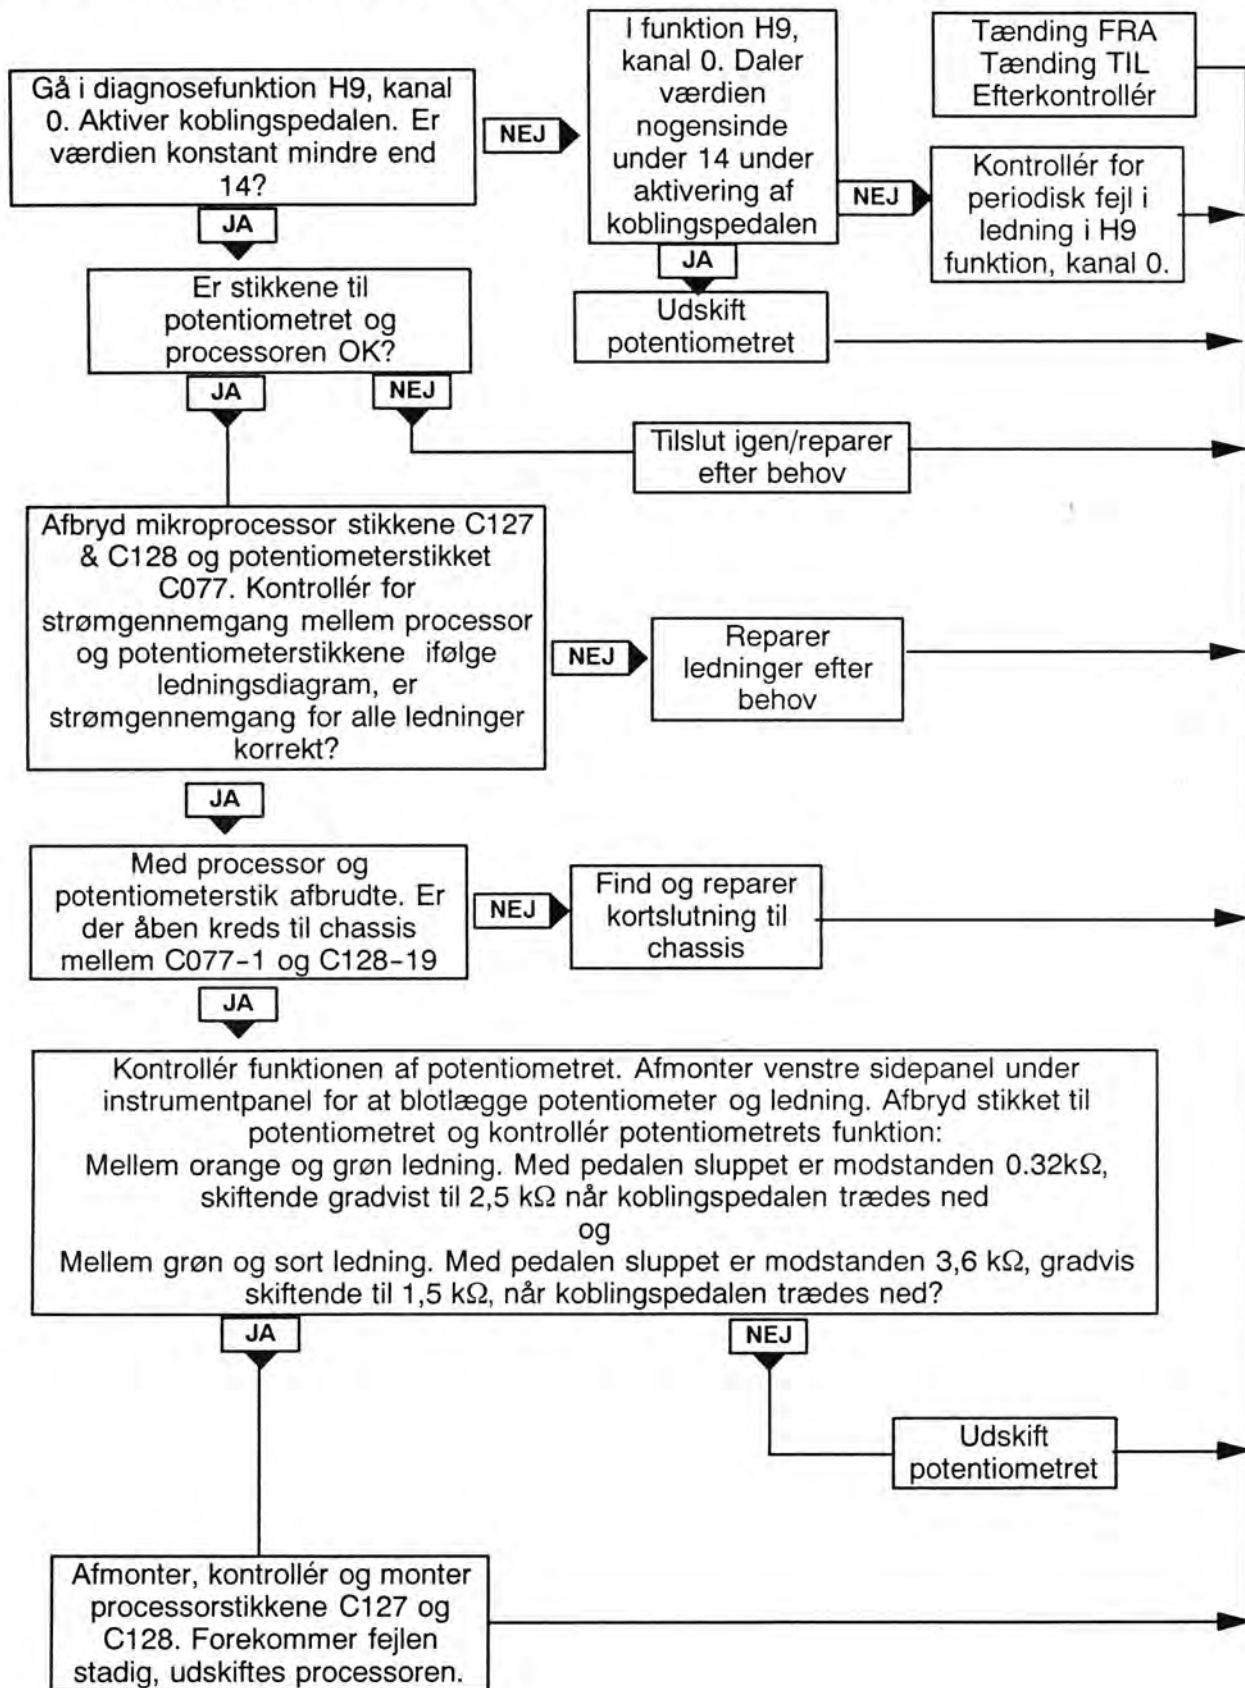 Gå i diagnosefunktion H9, kanal
0. Aktiver koblingspedalen. Er
værdien konstant mindre end
14?
NEJ
I funktion H9,
kanal 0. Daler
værdien
nogensinde
under 14 under
aktivering af
koblingspedalen
Tænding FRA
Tænding TIL
Efterkontrollér
NEJ
Kontrollér for
periodisk fejl i
ledning i H9
funktion, kanal 0.
JA
JA
Er stikkene til
potentiometret og
processoren OK?
Udskift
potentiometret
JA
NEJ
Tilslut igen/reparer
efter behov
Afbryd mikroprocessor stikkene C127
& C128 og potentiometerstikket
C077. Kontrollér for
strømgennemgang mellem processor
og potentiometerstikkene ifølge
ledningsdiagram, er
strømgennemgang for alle ledninger
korrekt?
NEJ
Reparer
ledninger efter
behov
JA
Med processor og
potentiometerstik afbrudte. Er
der åben kreds til chassis
mellem C077-1 og C128-19
NEJ
Find og reparer
kortslutning til
chassis
JA
Kontrollér funktionen af potentiometret. Afmonter venstre sidepanel under
instrumentpanel for at blotlægge potentiometer og ledning. Afbryd stikket til
potentiometret og kontrollér potentiometrets funktion:
Mellem orange og grøn ledning. Med pedalen sluppet er modstanden 0.32kΩ,
skiftende gradvist til 2,5 kΩ når koblingspedalen trædes ned
og
Mellem grøn og sort ledning. Med pedalen sluppet er modstanden 3,6 kΩ, gradvis
skiftende til 1,5 kΩ, når koblingspedalen trædes ned?
JA
NEJ
Udskift
potentiometret
Afmonter, kontrollér og monter
processorstikkene C127 og
C128. Forekommer fejlen
stadig, udskiftes processoren.